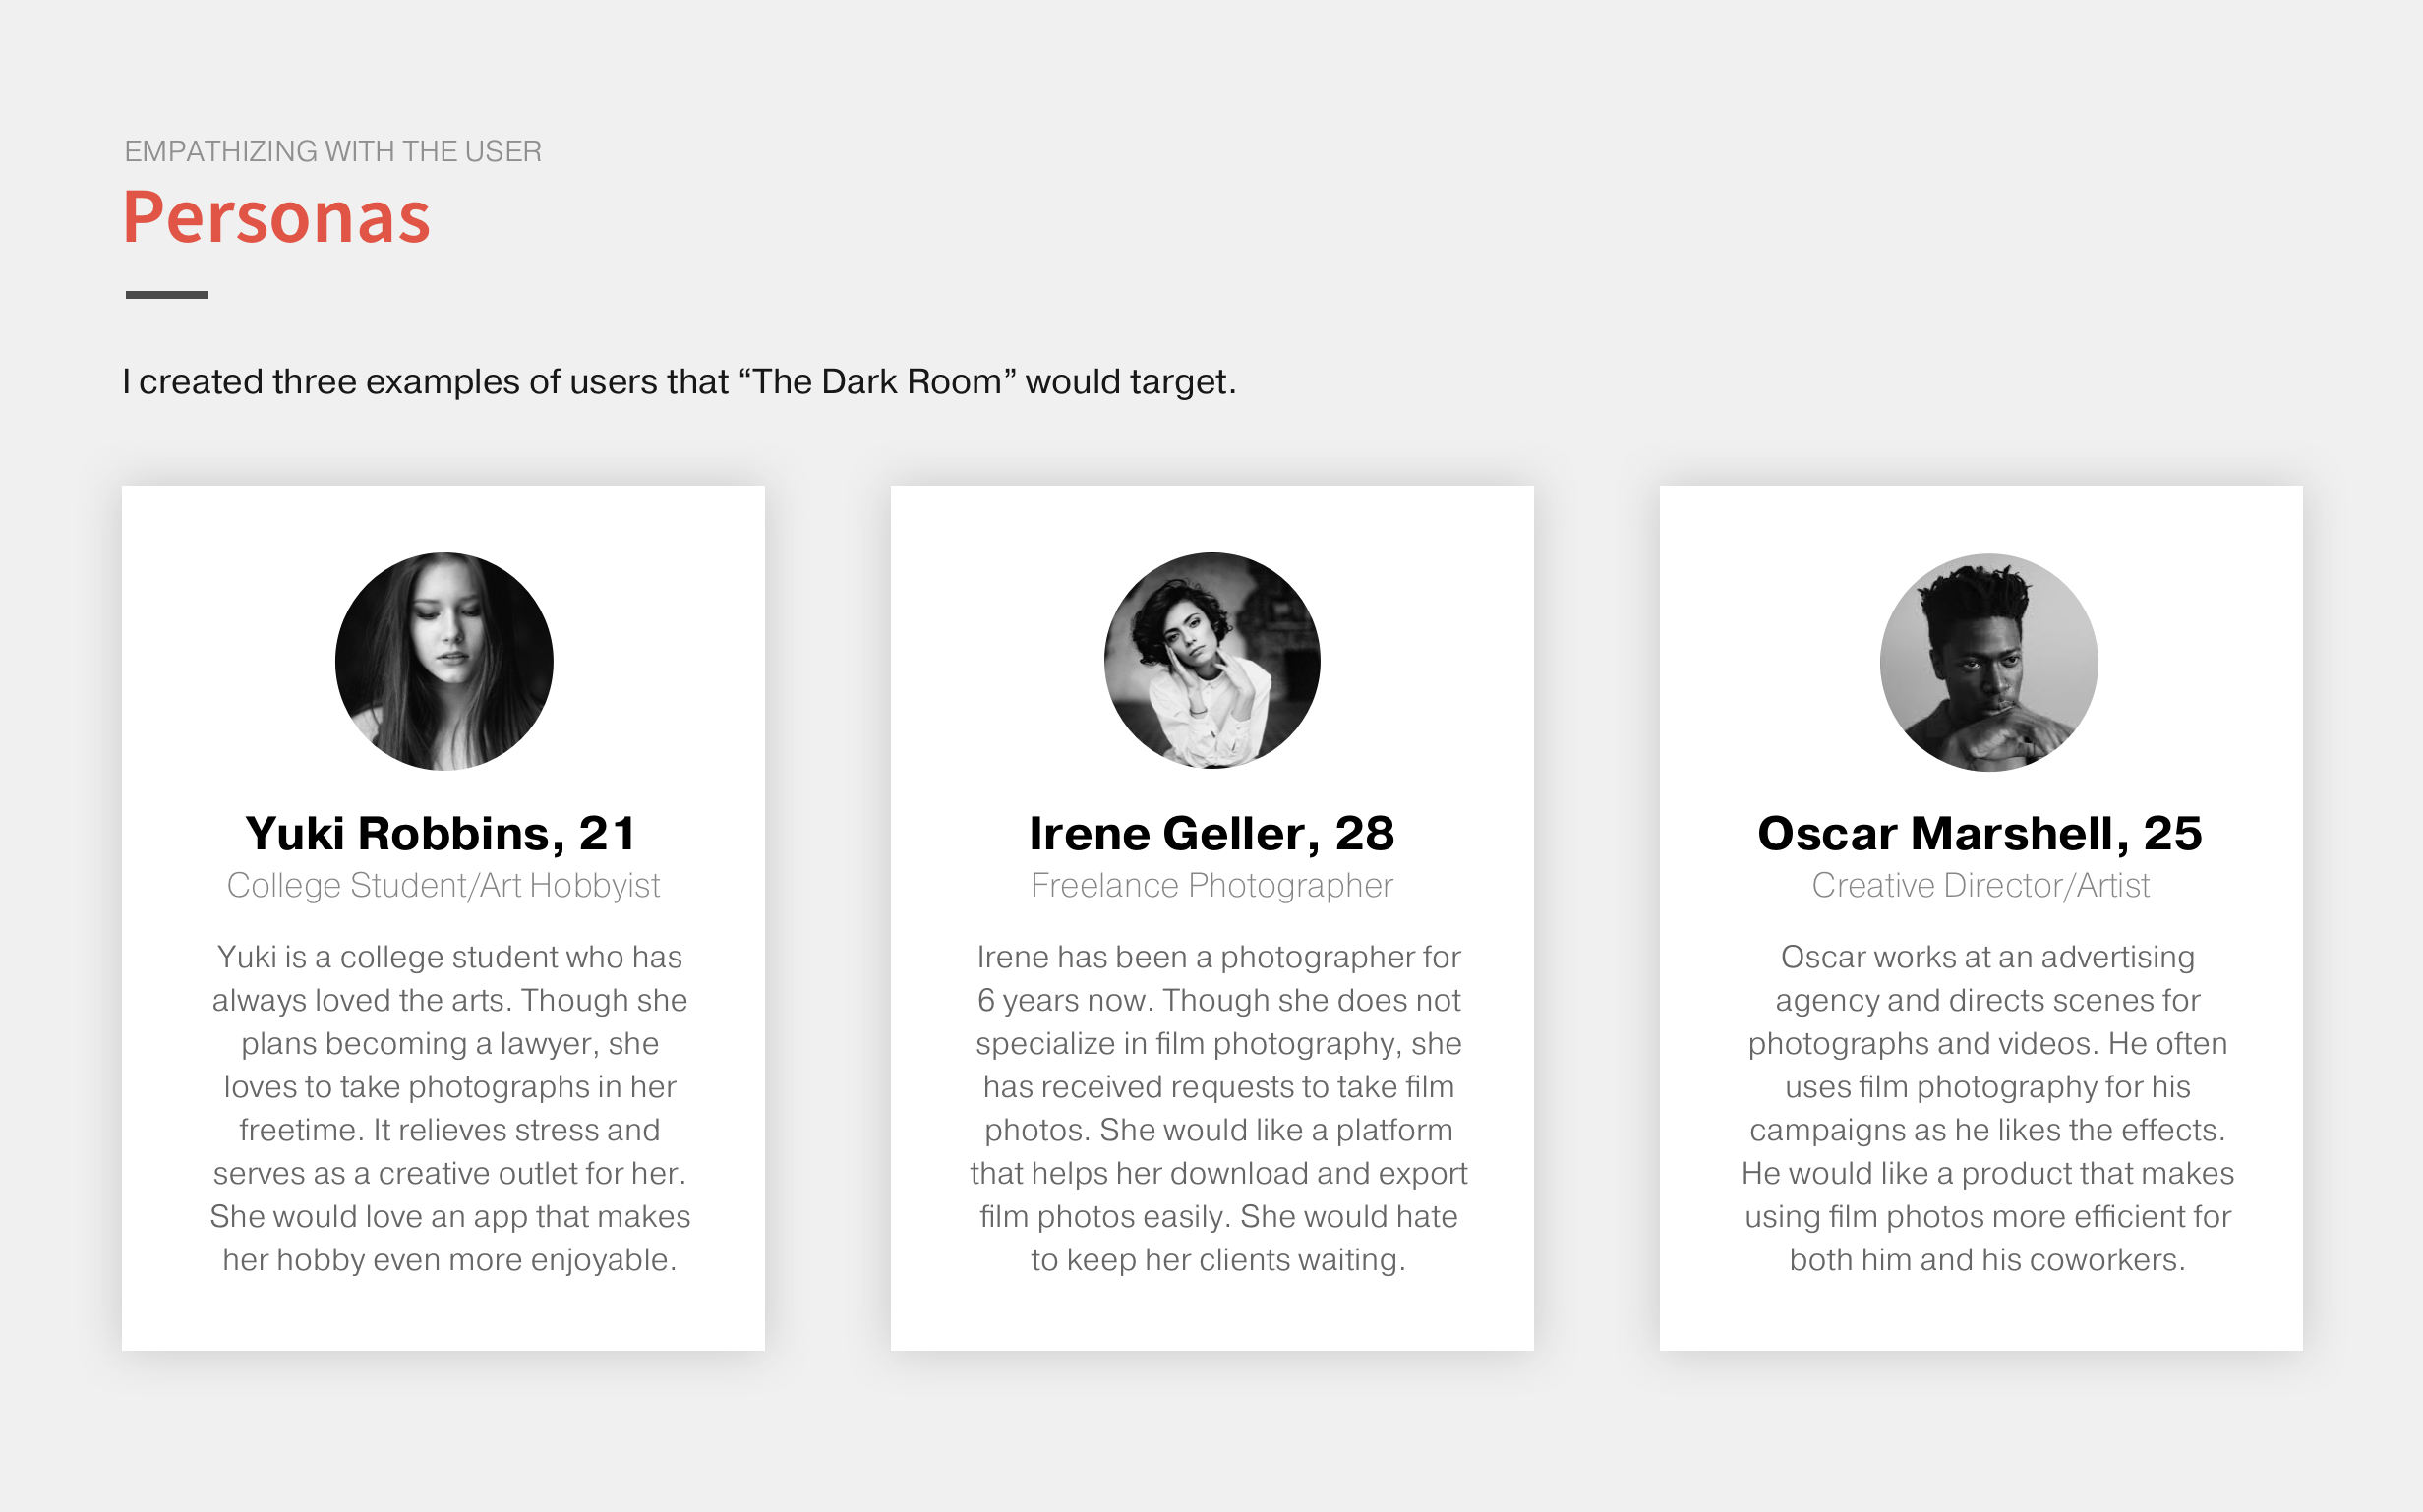 EMPATHIZING WITH THE USER
Personas
I created three examples of users that “The Dark Room” would target.
Yuki Robbins, 21
College Student/Art Hobbyist
Yuki is a college student who has
always loved the arts. Though she
plans becoming a lawyer, she
loves to take photographs in her
freetime. It relieves stress and
serves as a creative outlet for her.
She would love an app that makes
her hobby even more enjoyable.
Irene Geller, 28
Freelance Photographer
Irene has been a photographer for
6 years now. Though she does not
specialize in film photography, she
has received requests to take film
photos. She would like a platform
that helps her download and export
film photos easily. She would hate
to keep her clients waiting.
Oscar Marshell, 25
Creative Director/Artist
Oscar works at an advertising
agency and directs scenes for
photographs and videos. He often
uses film photography for his
campaigns as he likes the effects.
He would like a product that makes
using film photos more efficient for
both him and his coworkers.